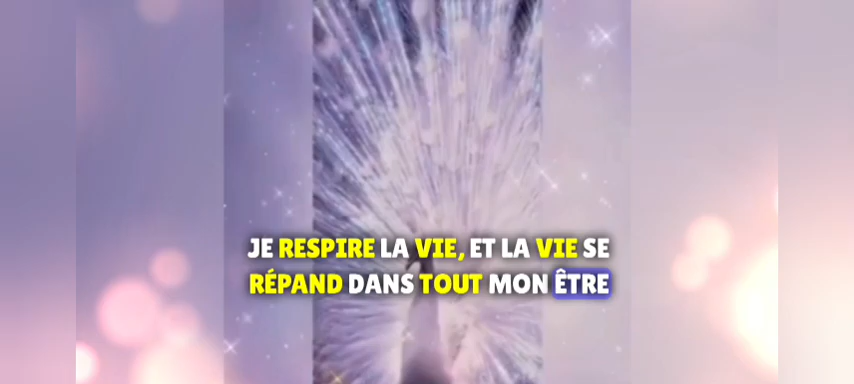 JE RESPIRE LA VIE, ET LA VIE SE
RÉPAND DANS TOUT MON ÊTRE